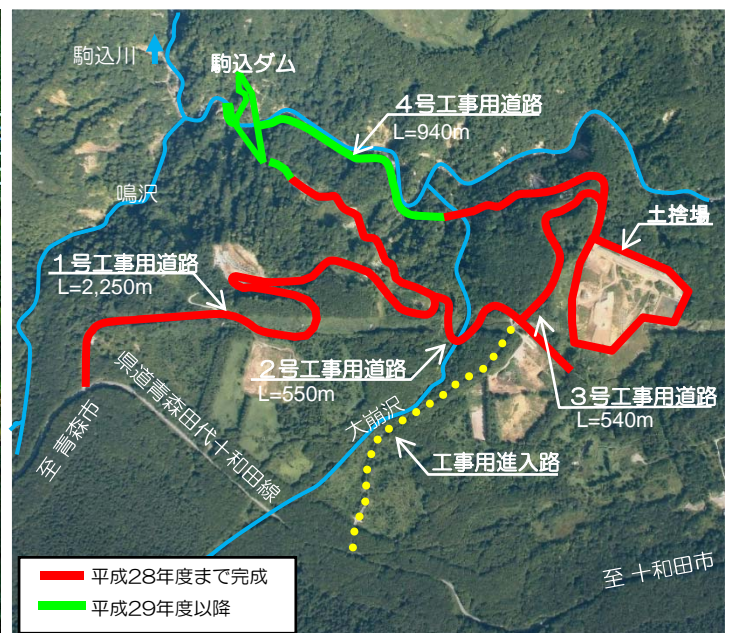 駒込川
駒込ダム
4号工事用道路
L=940m
鳴沢
土捨場
1号工事用道路
L=2,250m
2号工事用道路
L=550m
3号工事用道路
L=540m
県道青森田代十和田線
至 青森市
大崩沢
工事用進入路
至 十和田市
平成28年度まで完成
平成29年度以降